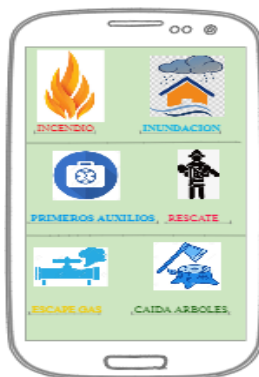 INCENDIO
INUNDACION
PRIMEROS AUXILIOS
RESCATE
ESCAPE GAS
CAIDA ARBOLES